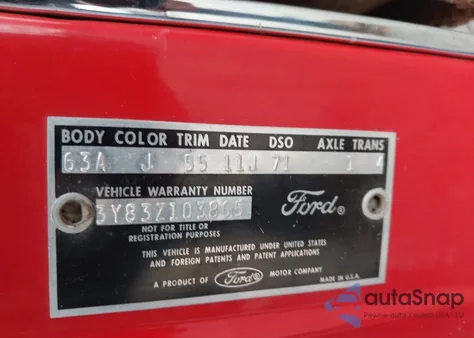 BODY COLOR TRIM DATE DSO AXLE TRANS
63A J 55 11J 71 1 4
VEHICLE WARRANTY NUMBER
3Y83Z103865
Ford®
NOT FOR TITLE OR
REGISTRATION PURPOSES
THIS VEHICLE IS MANUFACTURED UNDER UNITED STATES
AND FOREIGN PATENTS AND PATENT APPLICATIONS
A PRODUCT OF Ford® MOTOR COMPANY
MADE IN U.S.A.
autoSnap